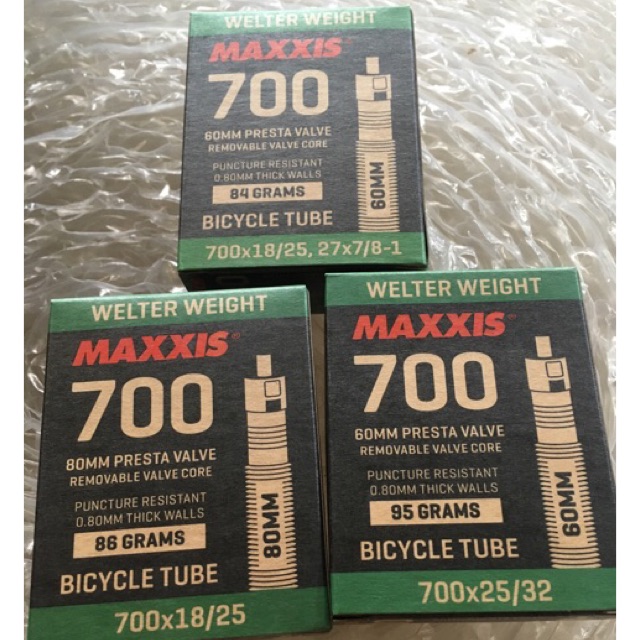 WELTER WEIGHT
MAXXIS®
700
60MM PRESTA VALVE
REMOVABLE VALVE CORE
PUNCTURE RESISTANT
0.80MM THICK WALLS
84 GRAMS
60MM
BICYCLE TUBE
700x18/25, 27x7/8-1
WELTER WEIGHT
MAXXIS®
700
80MM PRESTA VALVE
REMOVABLE VALVE CORE
PUNCTURE RESISTANT
0.80MM THICK WALLS
86 GRAMS
80MM
BICYCLE TUBE
700x18/25
WELTER WEIGHT
MAXXIS®
700
60MM PRESTA VALVE
REMOVABLE VALVE CORE
PUNCTURE RESISTANT
0.80MM THICK WALLS
95 GRAMS
60MM
BICYCLE TUBE
700x25/32